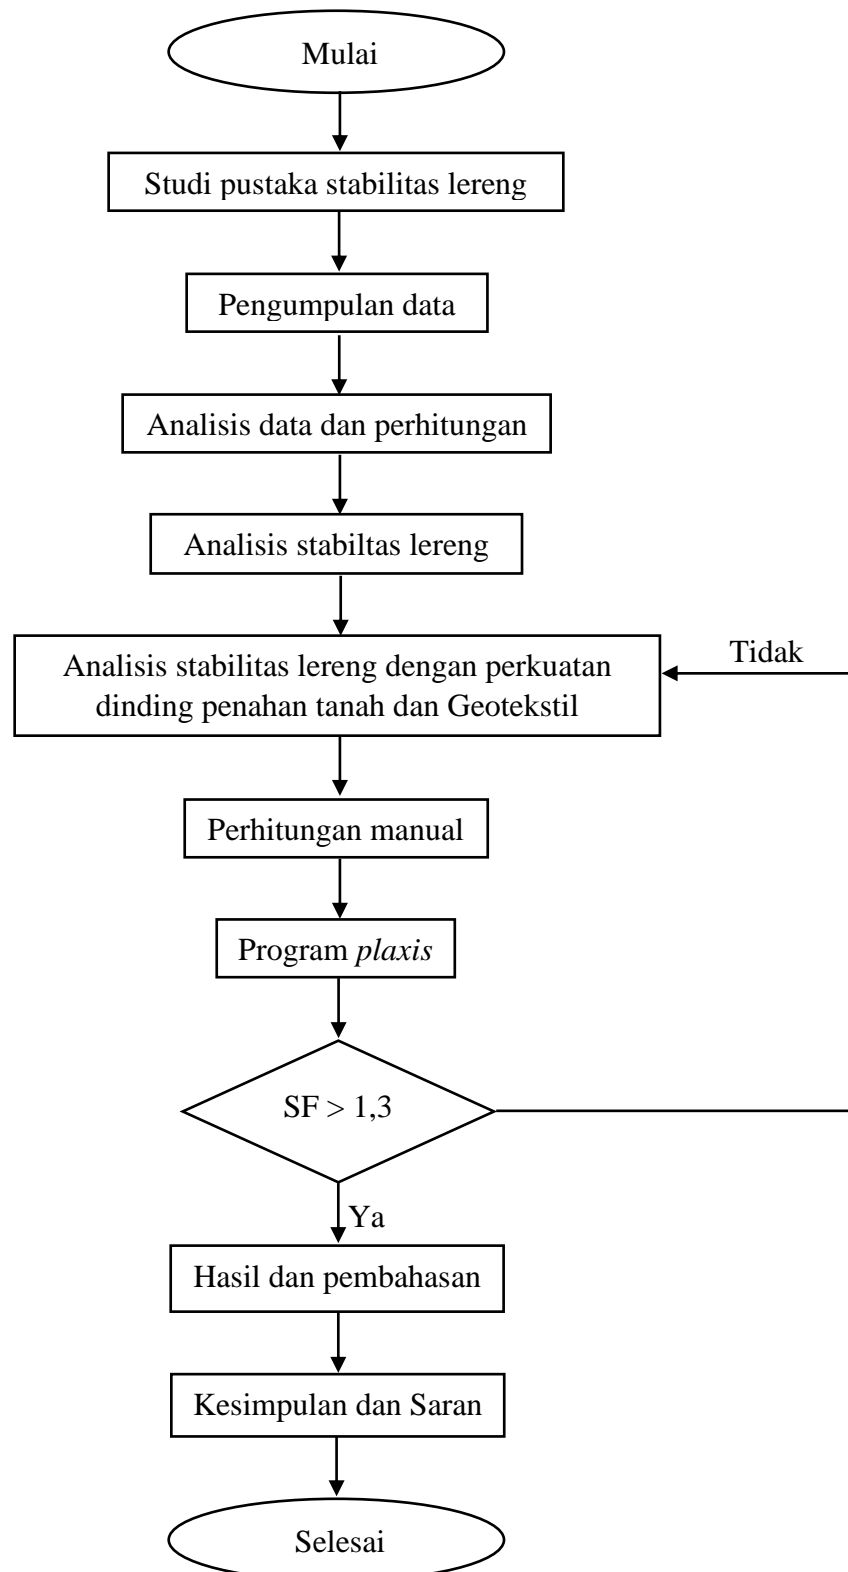 Mulai
Studi pustaka stabilitas lereng
Pengumpulan data
Analisis data dan perhitungan
Analisis stabiltas lereng
Analisis stabilitas lereng dengan perkuatan
dinding penahan tanah dan Geotekstil
Tidak
Perhitungan manual
Program plaxis
SF > 1,3
Ya
Hasil dan pembahasan
Kesimpulan dan Saran
Selesai